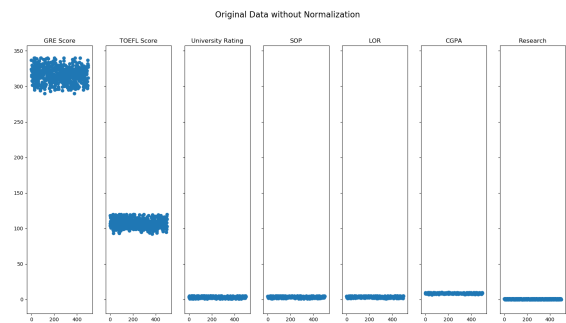 Original Data without Normalization
GRE Score TOEFL Score University Rating SOP LOR CGPA Research
350
300
250
200
150
100
50
0
0 200 400 0 200 400 0 200 400 0 200 400 0 200 400 0 200 400 0 200 400